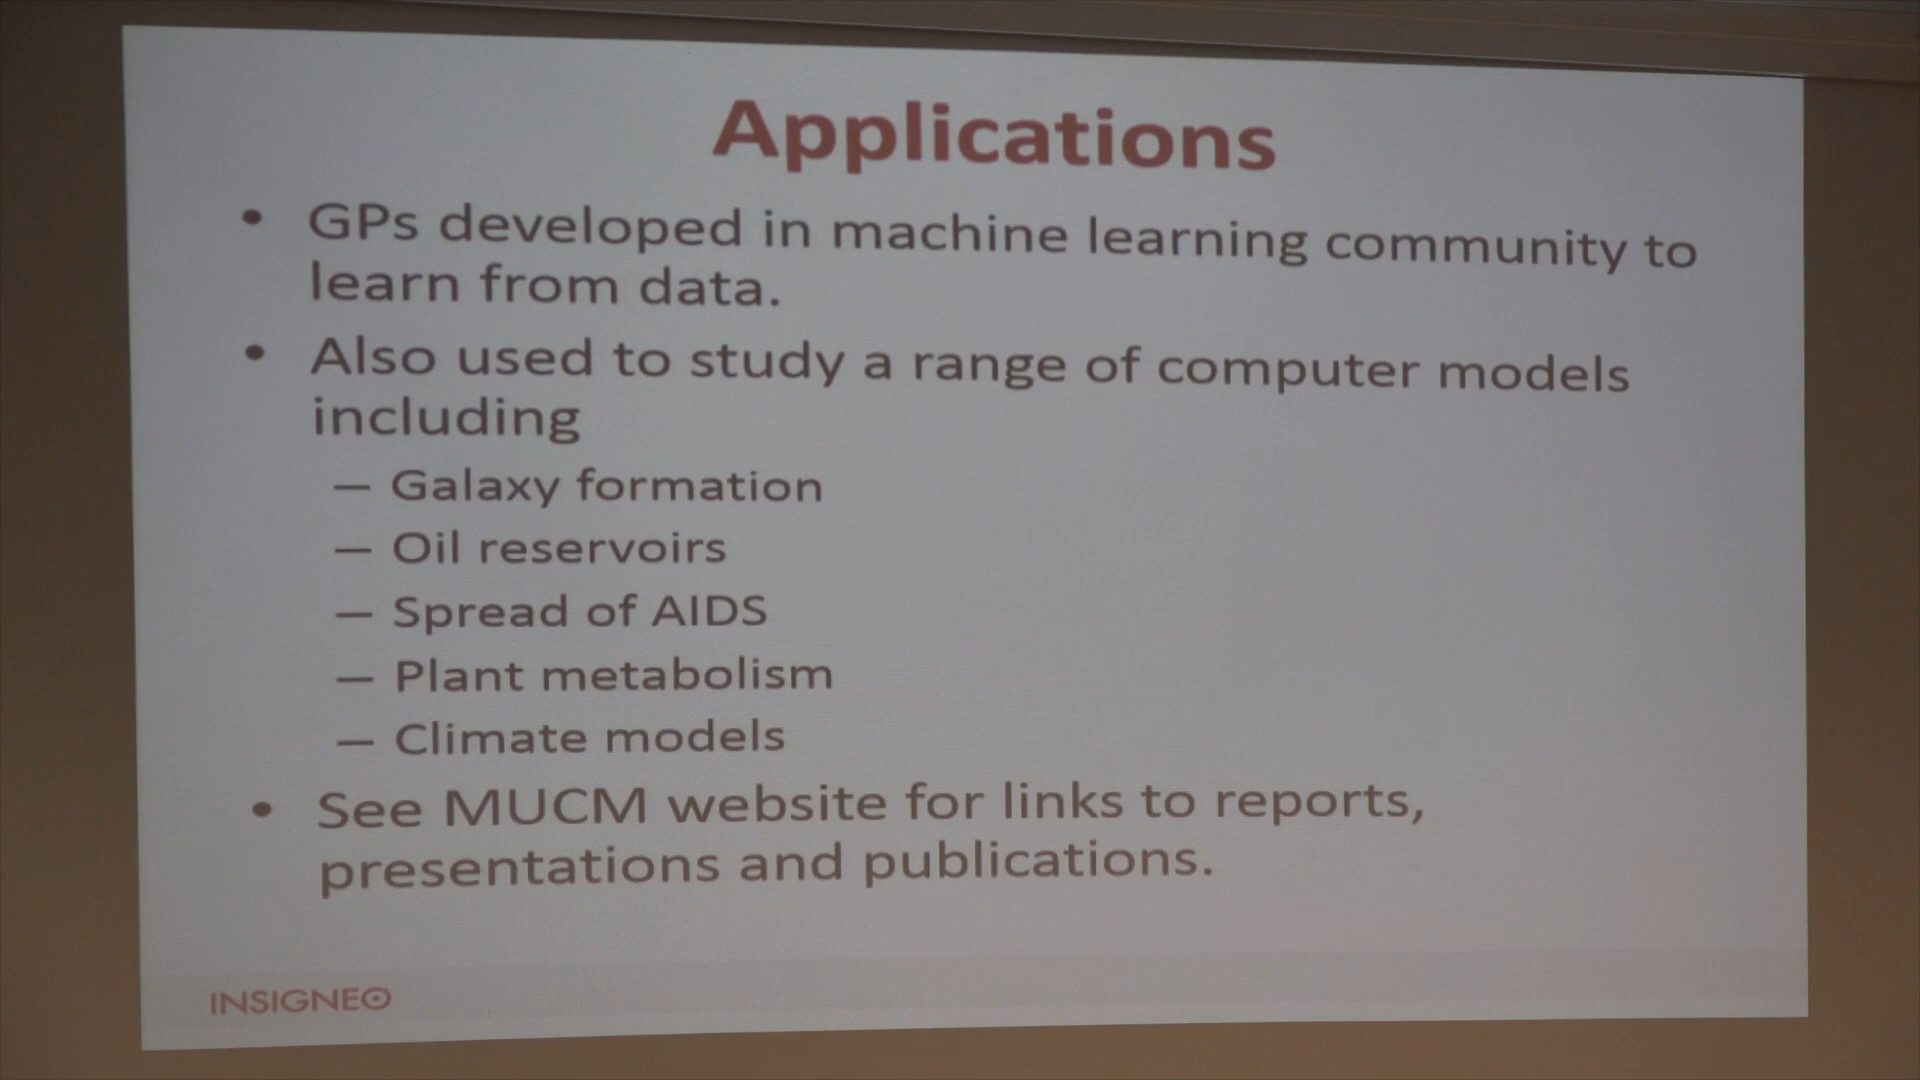 Applications
• GPs developed in machine learning community to
learn from data.
• Also used to study a range of computer models
including
– Galaxy formation
– Oil reservoirs
– Spread of AIDS
– Plant metabolism
– Climate models
• See MUCM website for links to reports,
presentations and publications.
INSIGNEO